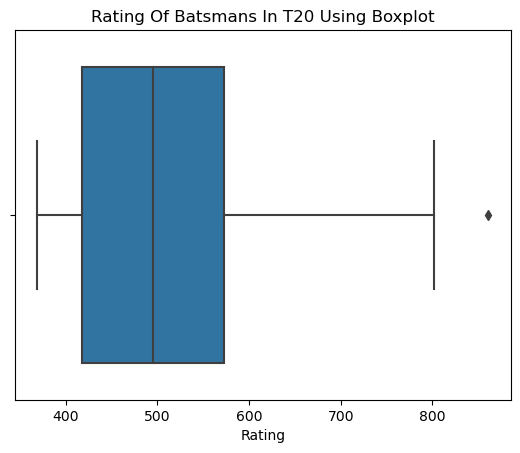 Rating Of Batsmans In T20 Using Boxplot
400 500 600 700 800
Rating